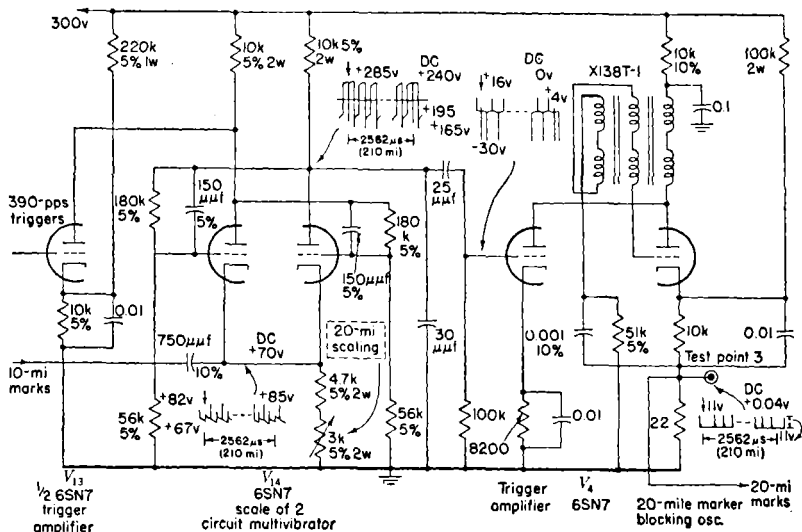 300v
220k
5% 1w
10k
5% 2w
10k 5%
2w
DC
+285v
+240v
+195
+165v
2562μs
(210 mi)
DC
0v
+16v
+4v
-30v
X138T-1
10k
10%
100k
2w
0.1
390-pps
triggers
180k
5%
150
μμf
5%
25
μμf
180
k
5%
150μμf
5%
10k
5%
0.01
750μμf
10%
DC
+70v
20-mi
scaling
30
μμf
0.001
10%
51k
5%
10k
0.01
Test point 3
10-mi
marks
56k
5%
+82v
+67v
+85v
2562μs
(210 mi)
4.7k
5% 2w
3k
5% 2w
56k
5%
100k
8200
0.01
22
DC
+0.04v
11v
11v
2562μs
(210 mi)
V13
½ 6SN7
trigger
amplifier
V14
6SN7
scale of 2
circuit multivibrator
Trigger
amplifier
V4
6SN7
20-mile marker
blocking osc.
20-mi
marks